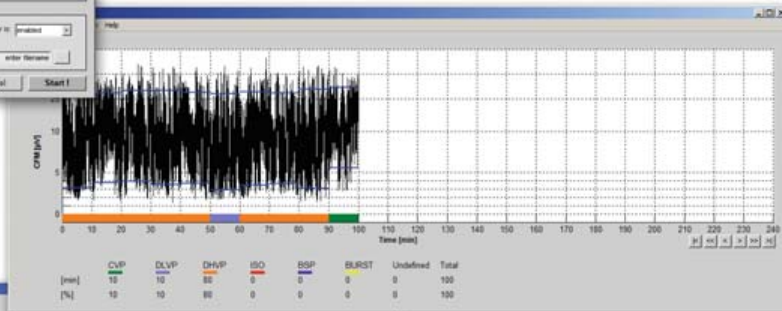 Help
enabled
enter filename
Start !
CFM [µV]
10
5
0
0 10 20 30 40 50 60 70 80 90 100 110 120 130 140 150 160 170 180 190 200 210 220 230 240
Time [min]
|< << < > >> >|
CVP DLVP DHVP ISO BSP BURST Undefined Total
[min] 10 10 80 0 0 0 0 100
[%] 10 10 80 0 0 0 0 100